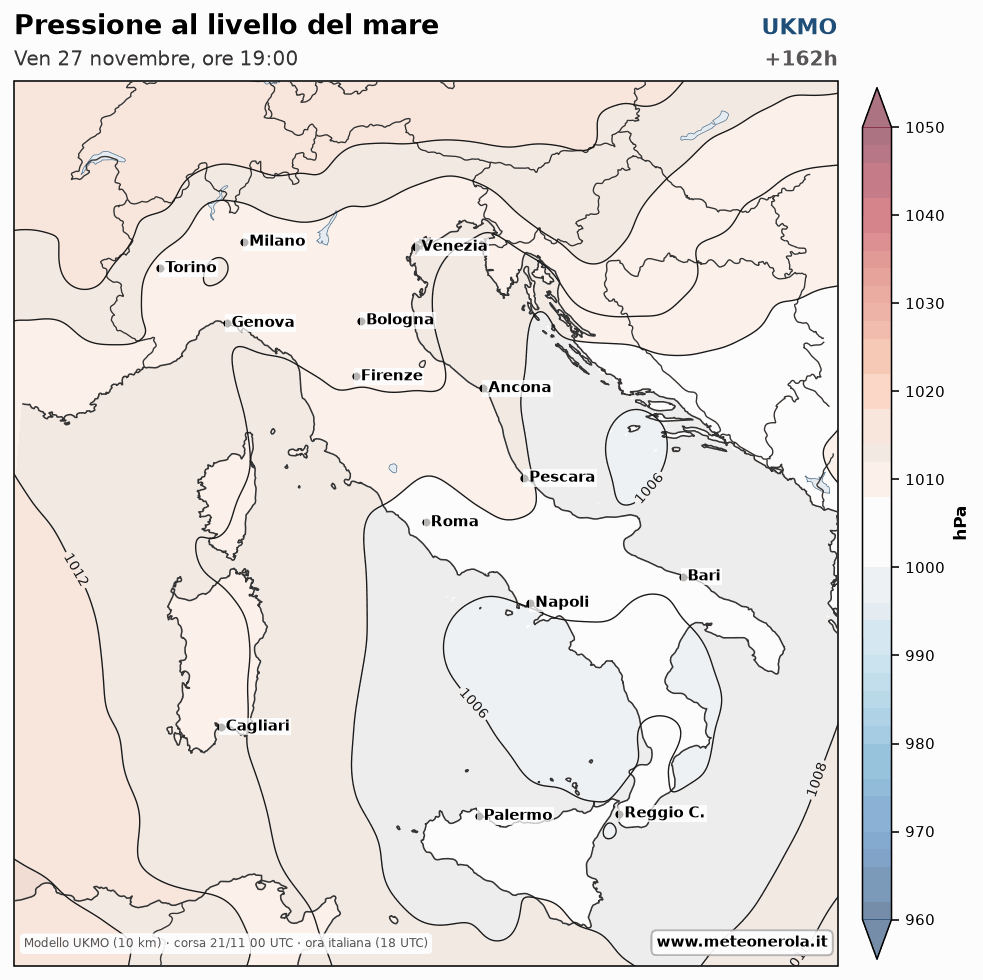 Pressione al livello del mare
UKMO
Ven 27 novembre, ore 19:00
+162h
Milano
Venezia
Torino
Genova
Bologna
Firenze
Ancona
Pescara
1006
Roma
1012
Bari
Napoli
1006
Cagliari
1008
Palermo
Reggio C.
Modello UKMO (10 km) · corsa 21/11 00 UTC · ora italiana (18 UTC)
www.meteonerola.it
1050
1040
1030
1020
1010
1000
990
980
970
960
hPa